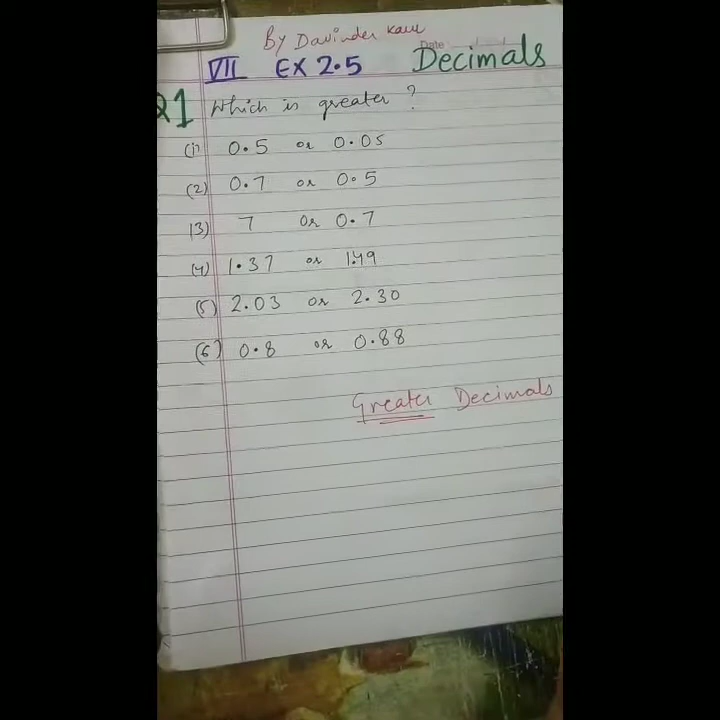 By Davinder Kaur
Date
VII EX 2.5 Decimals
Q1 Which is greater ?
(1) 0.5 or 0.05
(2) 0.7 or 0.5
(3) 7 or 0.7
(4) 1.37 or 1.49
(5) 2.03 or 2.30
(6) 0.8 or 0.88
Greater Decimals